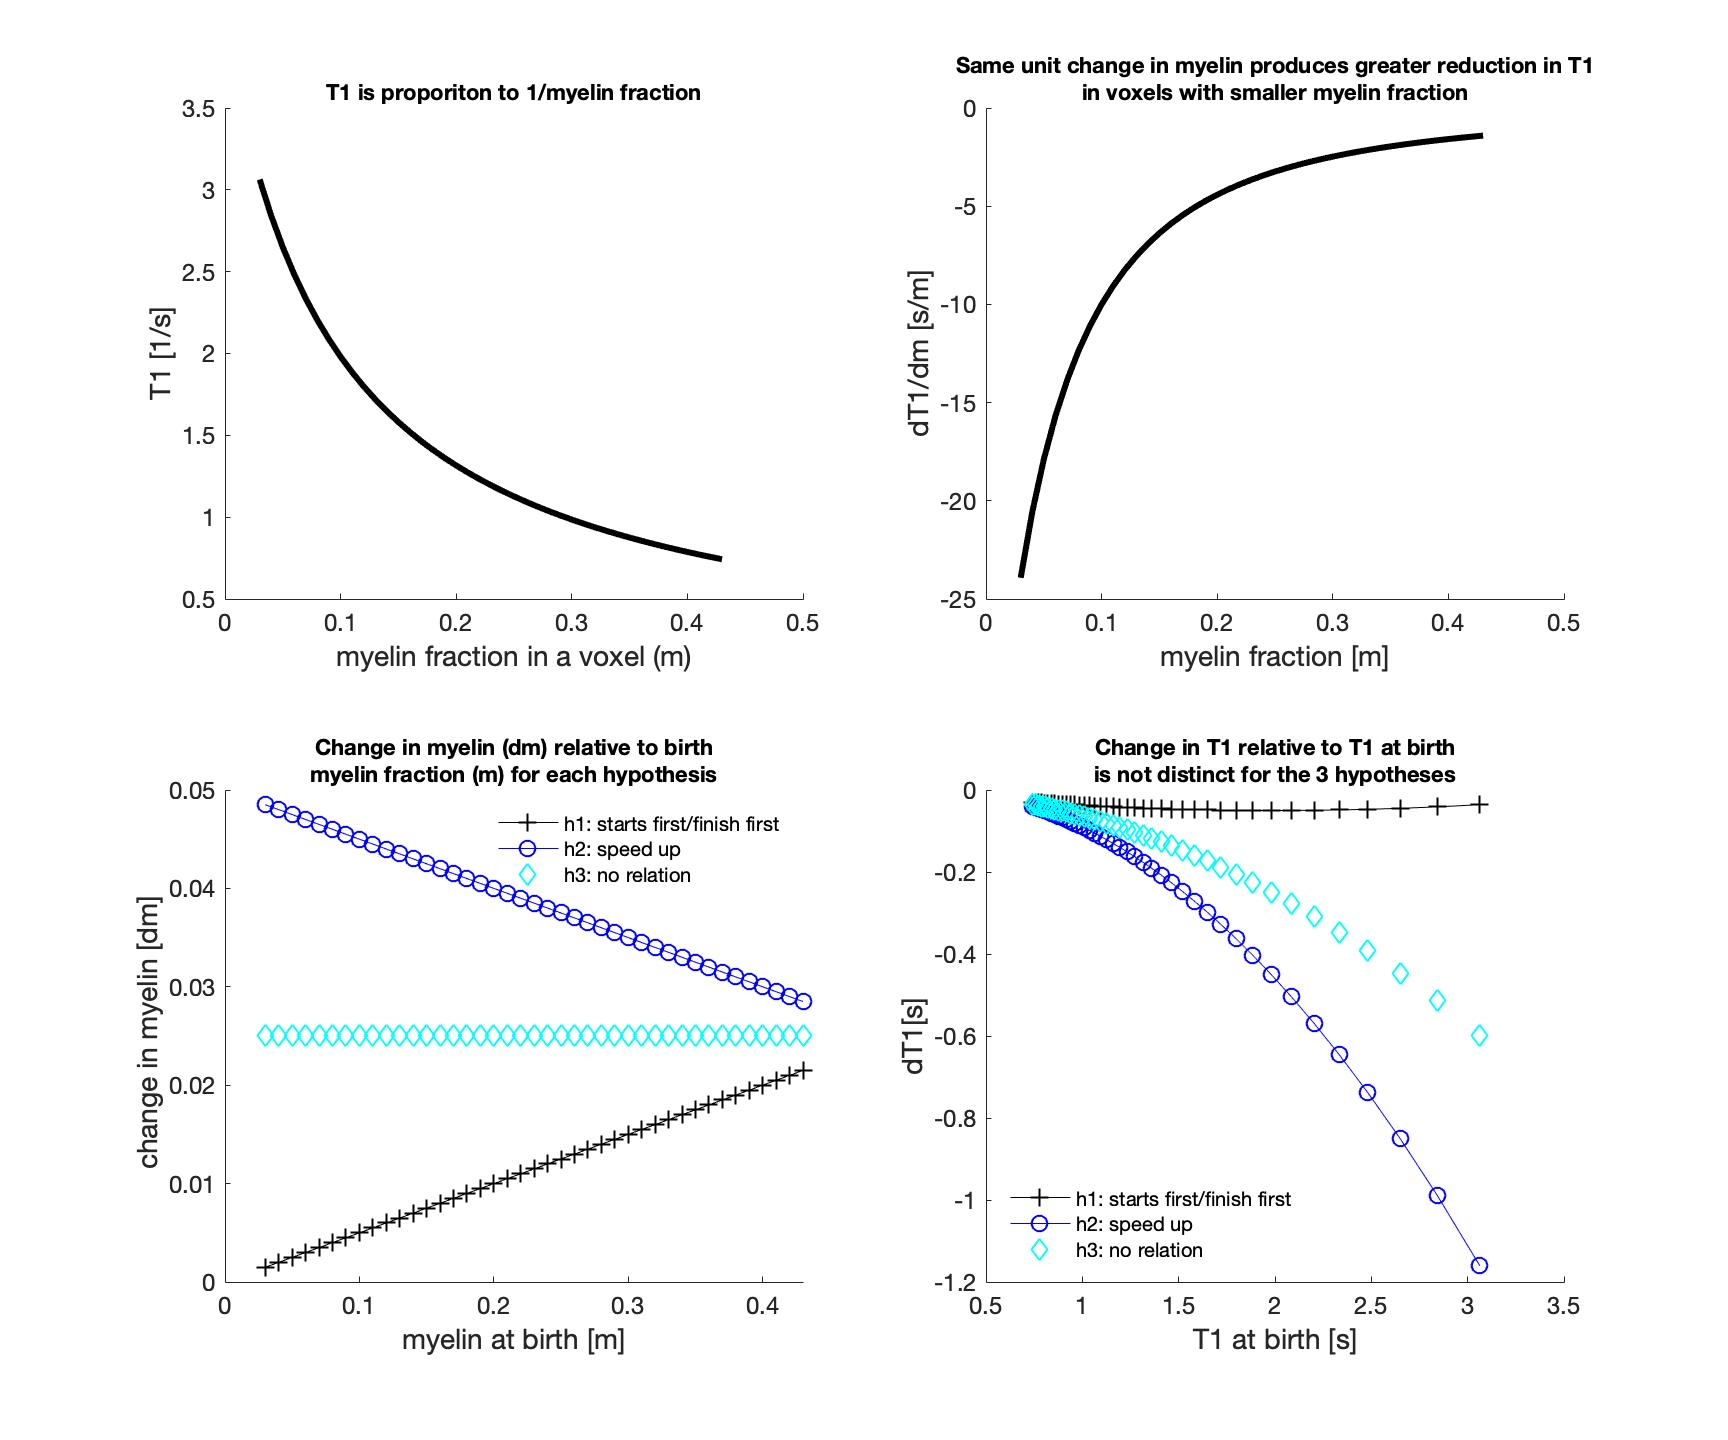 T1 is proporiton to 1/myelin fraction
3.5
3
2.5
2
1.5
1
0.5
T1 [1/s]
0 0.1 0.2 0.3 0.4 0.5
myelin fraction in a voxel (m)
Same unit change in myelin produces greater reduction in T1
in voxels with smaller myelin fraction
0
-5
-10
-15
-20
-25
dT1/dm [s/m]
0 0.1 0.2 0.3 0.4 0.5
myelin fraction [m]
Change in myelin (dm) relative to birth
myelin fraction (m) for each hypothesis
0.05
0.04
0.03
0.02
0.01
0
change in myelin [dm]
h1: starts first/finish first
h2: speed up
h3: no relation
0 0.1 0.2 0.3 0.4
myelin at birth [m]
Change in T1 relative to T1 at birth
is not distinct for the 3 hypotheses
0
-0.2
-0.4
-0.6
-0.8
-1
-1.2
dT1[s]
h1: starts first/finish first
h2: speed up
h3: no relation
0.5 1 1.5 2 2.5 3 3.5
T1 at birth [s]